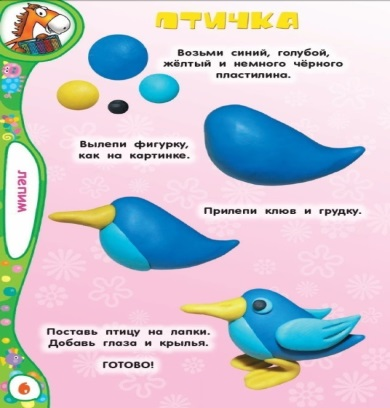 ПТИЧКА
Возьми синий, голубой,
жёлтый и немного чёрного
пластилина.
Вылепи фигурку,
как на картинке.
лепим
Прилепи клюв и грудку.
Поставь птицу на лапки.
Добавь глаза и крылья.
ГОТОВО!
6